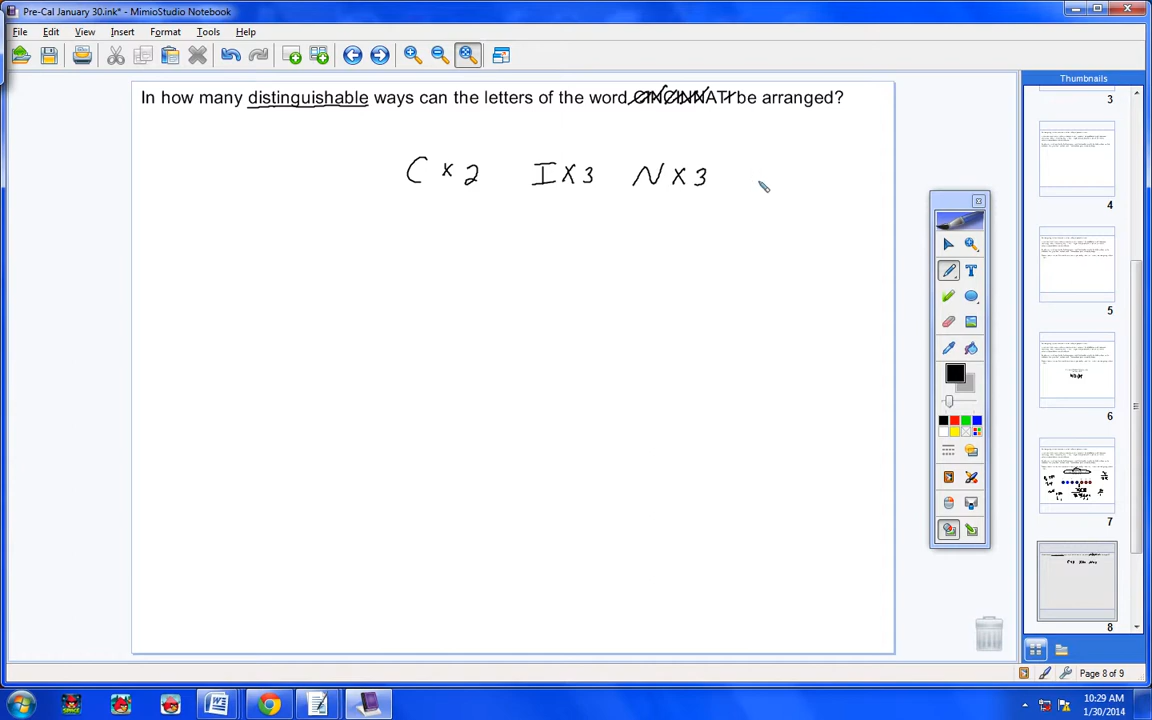 Pre-Cal January 30.ink* - MimioStudio Notebook
File Edit View Insert Format Tools Help
Thumbnails
In how many distinguishable ways can the letters of the word CINCINNATI be arranged?
C × 2 I X 3 N X 3
3
4
5
6
7
8
T
W
Page 8 of 9
10:29 AM
1/30/2014